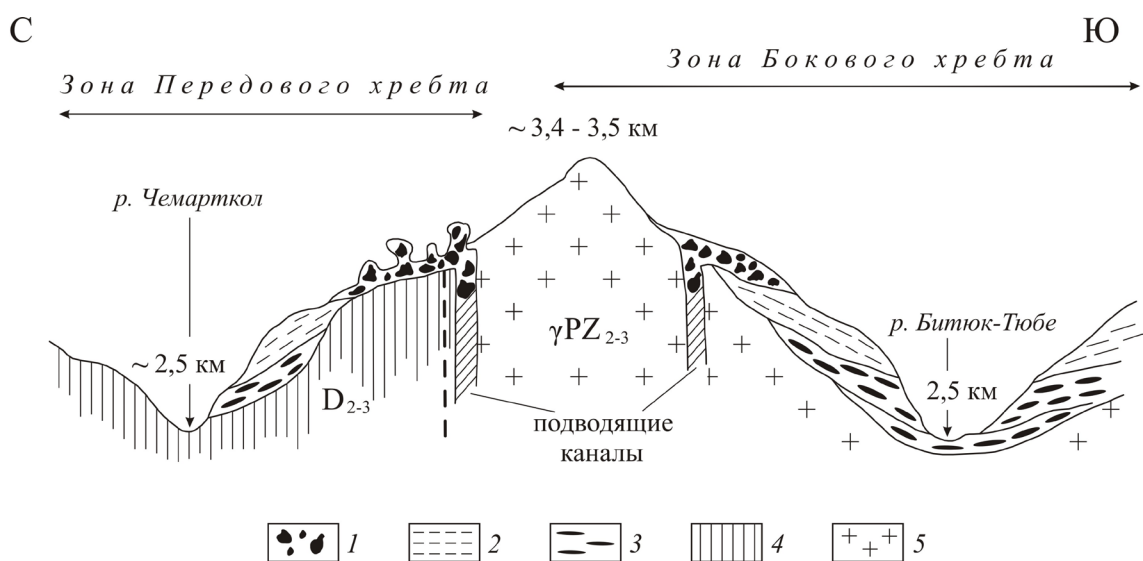 С
Ю
Зона Передового хребта
Зона Бокового хребта
~ 3,4 - 3,5 км
р. Чемарткол
р. Битюк-Тюбе
γPZ2-3
~ 2,5 км
2,5 км
D2-3
подводящие
каналы
1
2
3
4
5